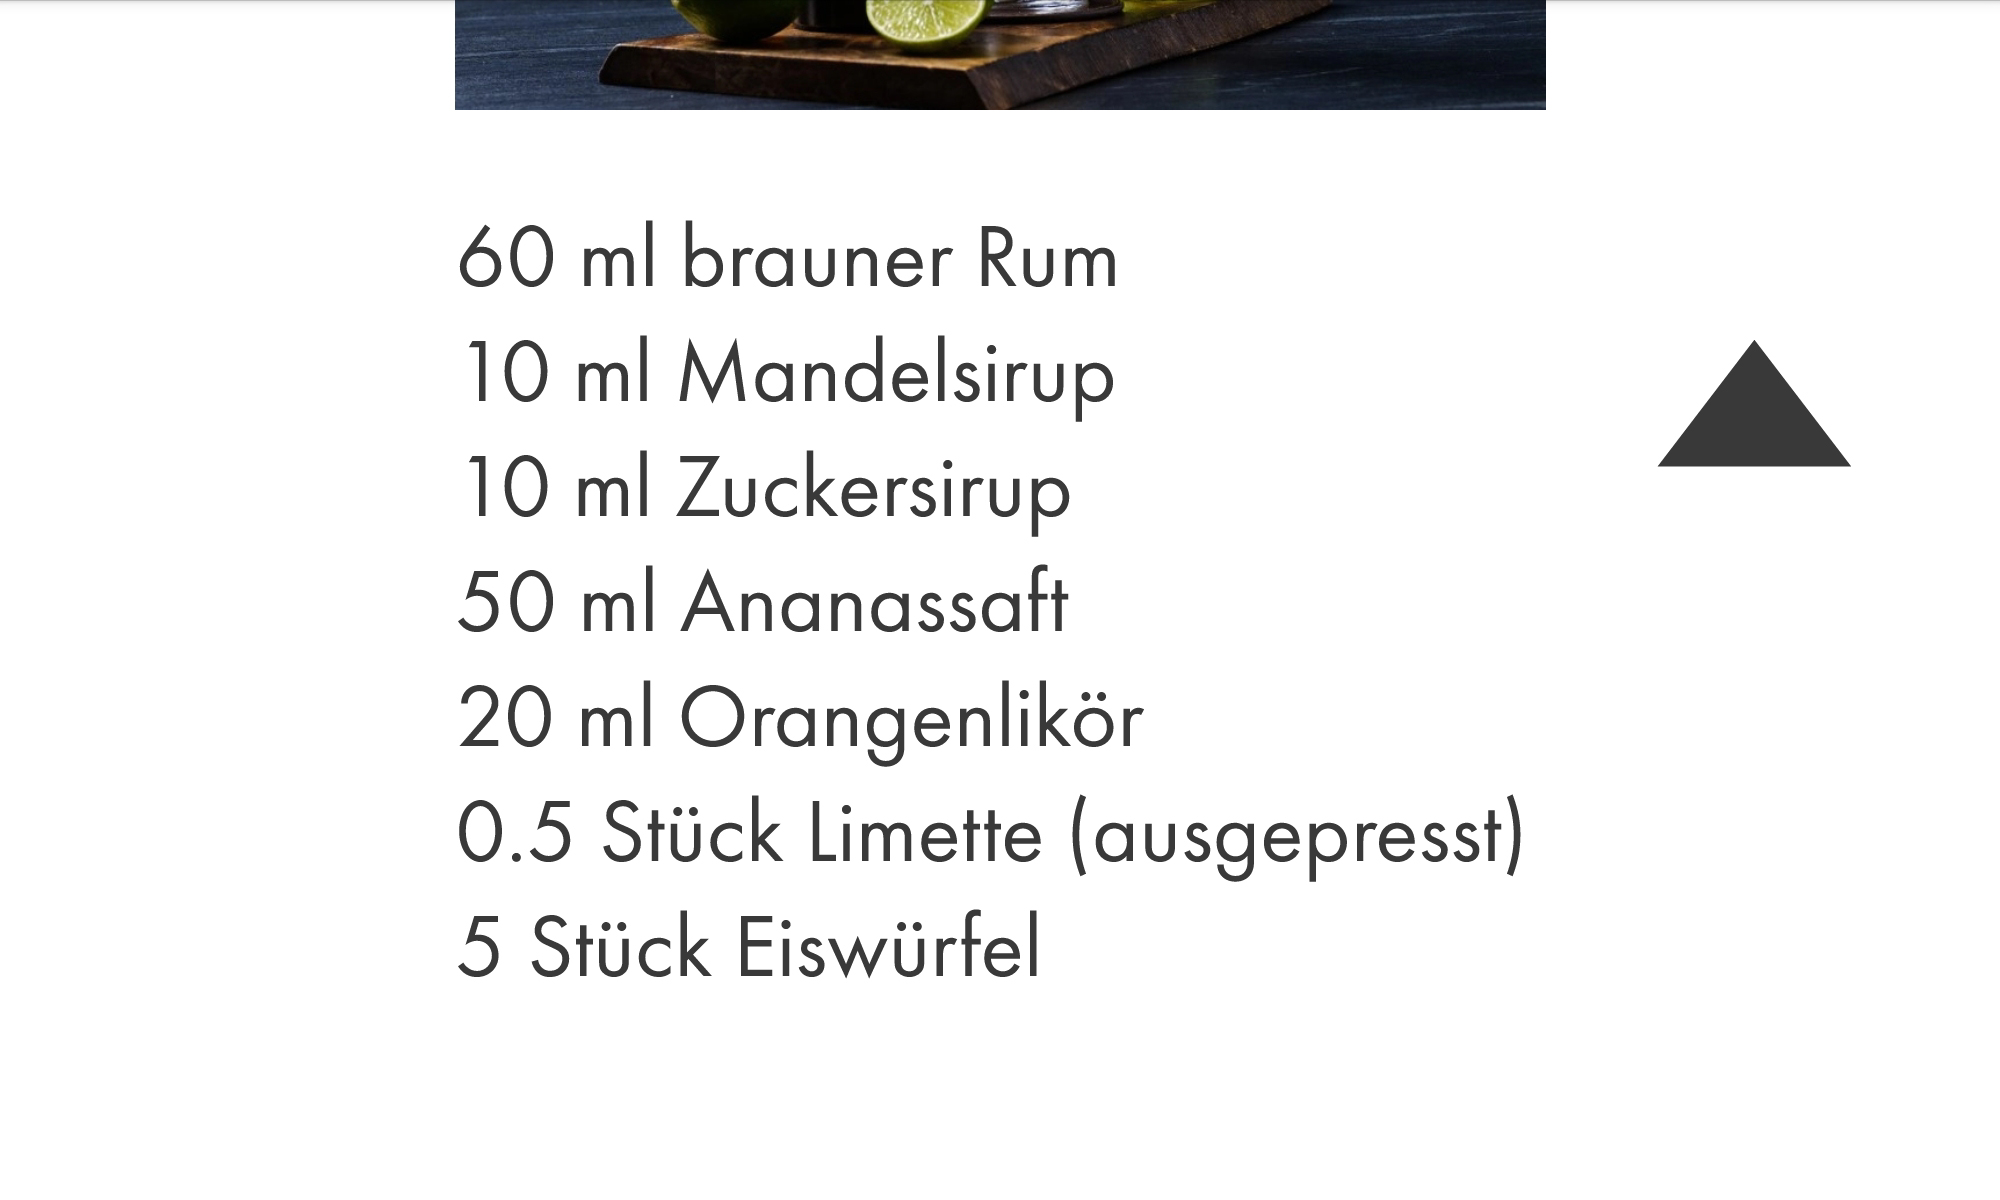 60 ml brauner Rum
10 ml Mandelsirup
10 ml Zuckersirup
50 ml Ananassaft
20 ml Orangenlikör
0.5 Stück Limette (ausgepresst)
5 Stück Eiswürfel